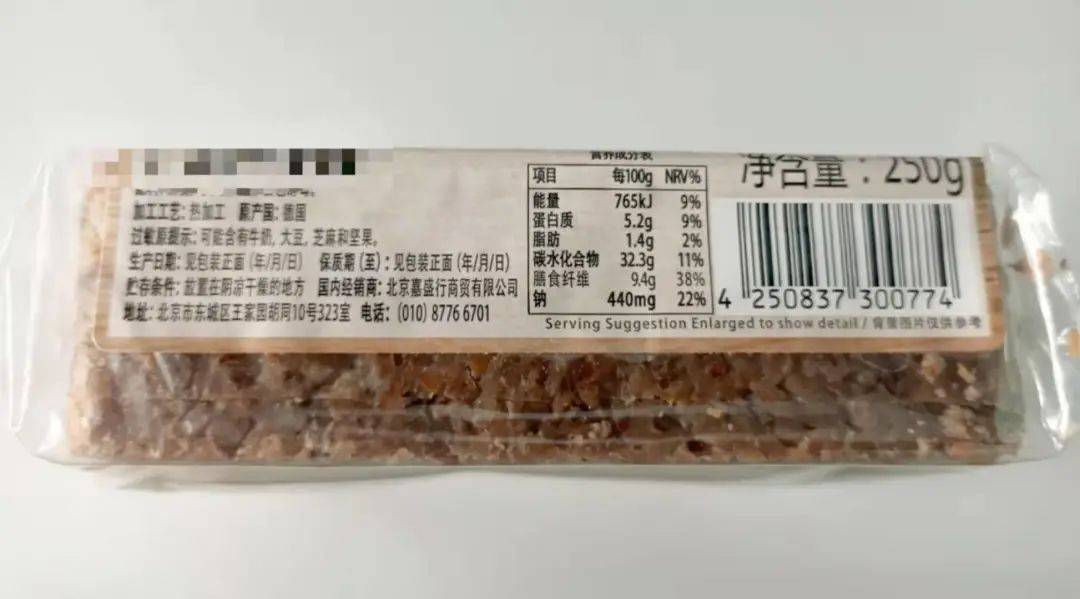 加工工艺：热加工 原产国：德国
过敏原提示：可能含有牛奶, 大豆, 芝麻和坚果。
生产日期：见包装正面 (年/月/日) 保质期 (至)：见包装正面 (年/月/日)
贮存条件：放置在阴凉干燥的地方 国内经销商：北京嘉盛行商贸有限公司
地址：北京市东城区王家园胡同10号323室 电话：(010) 8776 6701
营养成分表
项目 每100g NRV%
能量 765kJ 9%
蛋白质 5.2g 9%
脂肪 1.4g 2%
碳水化合物 32.3g 11%
膳食纤维 9.4g 38%
钠 440mg 22%
净含量：250g
4 250837 300774
Serving Suggestion Enlarged to show detail / 背景图片仅供参考